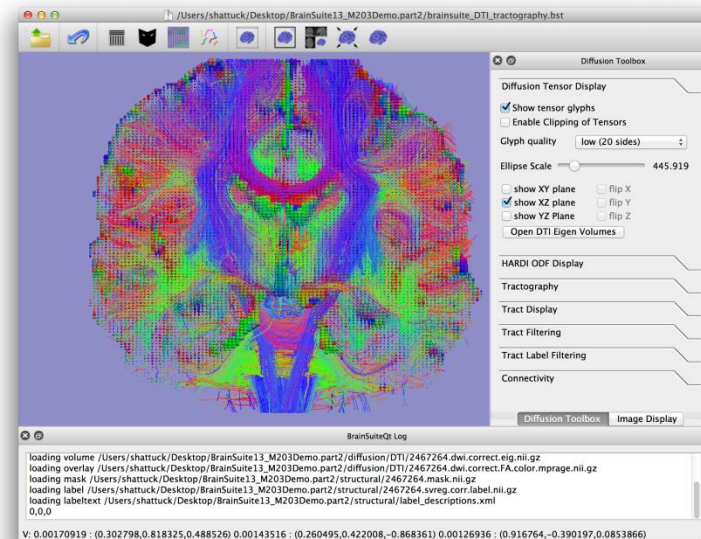 /Users/shattuck/Desktop/BrainSuite13_M203Demo.part2/brainsuite_DTI_tractography.bst
Diffusion Toolbox
Diffusion Tensor Display
Show tensor glyphs
Enable Clipping of Tensors
Glyph quality low (20 sides)
Ellipse Scale 445.919
show XY plane flip X
show XZ plane flip Y
show YZ Plane flip Z
Open DTI Eigen Volumes
HARDI ODF Display
Tractography
Tract Display
Tract Filtering
Tract Label Filtering
Connectivity
Diffusion Toolbox Image Display
BrainSuiteQt Log
loading volume /Users/shattuck/Desktop/BrainSuite13_M203Demo.part2/diffusion/DTI/2467264.dwi.correct.eig.nii.gz
loading overlay /Users/shattuck/Desktop/BrainSuite13_M203Demo.part2/diffusion/DTI/2467264.dwi.correct.FA.color.mprage.nii.gz
loading mask /Users/shattuck/Desktop/BrainSuite13_M203Demo.part2/structural/2467264.mask.nii.gz
loading label /Users/shattuck/Desktop/BrainSuite13_M203Demo.part2/structural/2467264.svreg.corr.label.nii.gz
loading labeltext /Users/shattuck/Desktop/BrainSuite13_M203Demo.part2/structural/label_descriptions.xml
0,0,0
V: 0.00170919 : (0.302798,0.818325,0.488526) 0.00143516 : (0.260495,0.422008,-0.868361) 0.00126936 : (0.916764,-0.390197,0.0853866)